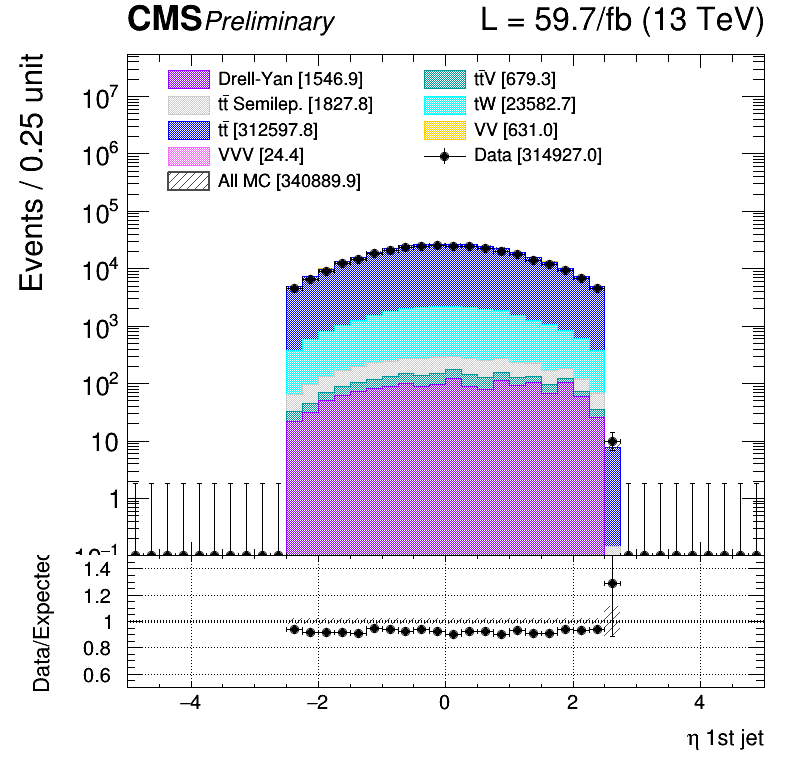 CMS Preliminary L = 59.7/fb (13 TeV)
Events / 0.25 unit
Drell-Yan [1546.9] tt̄V [679.3]
tt̄ Semilep. [1827.8] tW [23582.7]
tt̄ [312597.8] VV [631.0]
VVV [24.4] Data [314927.0]
All MC [340889.9]
10⁷
10⁶
10⁵
10⁴
10³
10²
10
1
10⁻¹
Data/Expected
1.4
1.2
1
0.8
0.6
−4 −2 0 2 4
η 1st jet